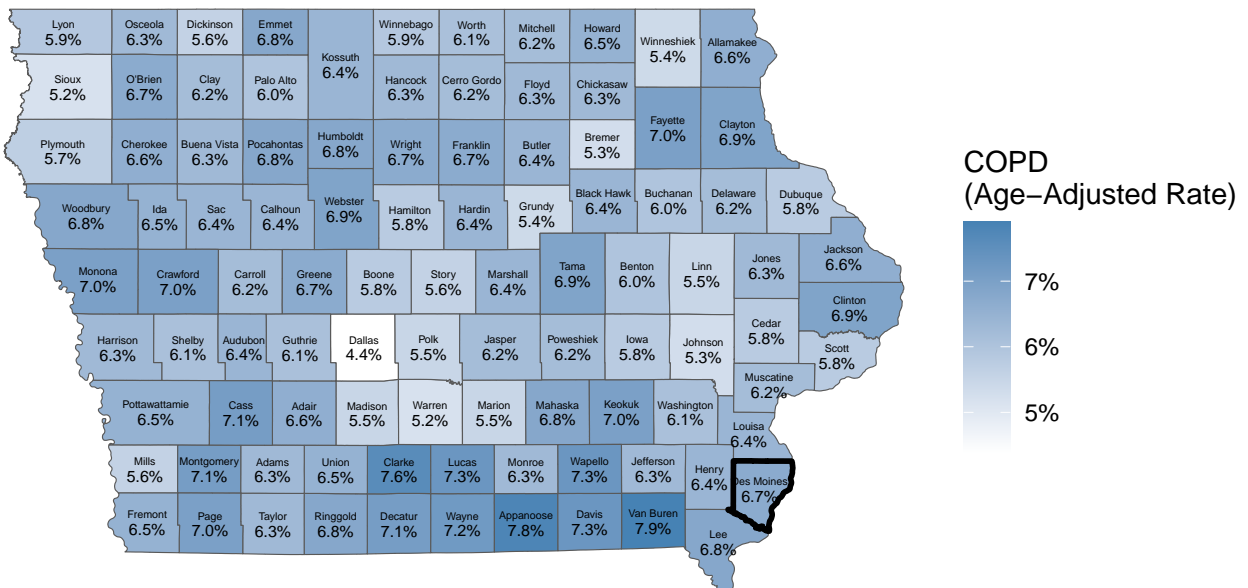 Lyon
5.9%
Osceola
6.3%
Dickinson
5.6%
Emmet
6.8%
Kossuth
6.4%
Winnebago
5.9%
Worth
6.1%
Mitchell
6.2%
Howard
6.5%
Winneshiek
5.4%
Allamakee
6.6%
Sioux
5.2%
O'Brien
6.7%
Clay
6.2%
Palo Alto
6.0%
Hancock
6.3%
Cerro Gordo
6.2%
Floyd
6.3%
Chickasaw
6.3%
Fayette
7.0%
Clayton
6.9%
Plymouth
5.7%
Cherokee
6.6%
Buena Vista
6.3%
Pocahontas
6.8%
Humboldt
6.8%
Wright
6.7%
Franklin
6.7%
Butler
6.4%
Bremer
5.3%
Woodbury
6.8%
Ida
6.5%
Sac
6.4%
Calhoun
6.4%
Webster
6.9%
Hamilton
5.8%
Hardin
6.4%
Grundy
5.4%
Black Hawk
6.4%
Buchanan
6.0%
Delaware
6.2%
Dubuque
5.8%
Monona
7.0%
Crawford
7.0%
Carroll
6.2%
Greene
6.7%
Boone
5.8%
Story
5.6%
Marshall
6.4%
Tama
6.9%
Benton
6.0%
Linn
5.5%
Jones
6.3%
Jackson
6.6%
Clinton
6.9%
Harrison
6.3%
Shelby
6.1%
Audubon
6.4%
Guthrie
6.1%
Dallas
4.4%
Polk
5.5%
Jasper
6.2%
Poweshiek
6.2%
Iowa
5.8%
Johnson
5.3%
Cedar
5.8%
Scott
5.8%
Muscatine
6.2%
Pottawattamie
6.5%
Cass
7.1%
Adair
6.6%
Madison
5.5%
Warren
5.2%
Marion
5.5%
Mahaska
6.8%
Keokuk
7.0%
Washington
6.1%
Louisa
6.4%
Mills
5.6%
Montgomery
7.1%
Adams
6.3%
Union
6.5%
Clarke
7.6%
Lucas
7.3%
Monroe
6.3%
Wapello
7.3%
Jefferson
6.3%
Henry
6.4%
Des Moines
6.7%
Fremont
6.5%
Page
7.0%
Taylor
6.3%
Ringgold
6.8%
Decatur
7.1%
Wayne
7.2%
Appanoose
7.8%
Davis
7.3%
Van Buren
7.9%
Lee
6.8%
COPD
(Age−Adjusted Rate)
7%
6%
5%